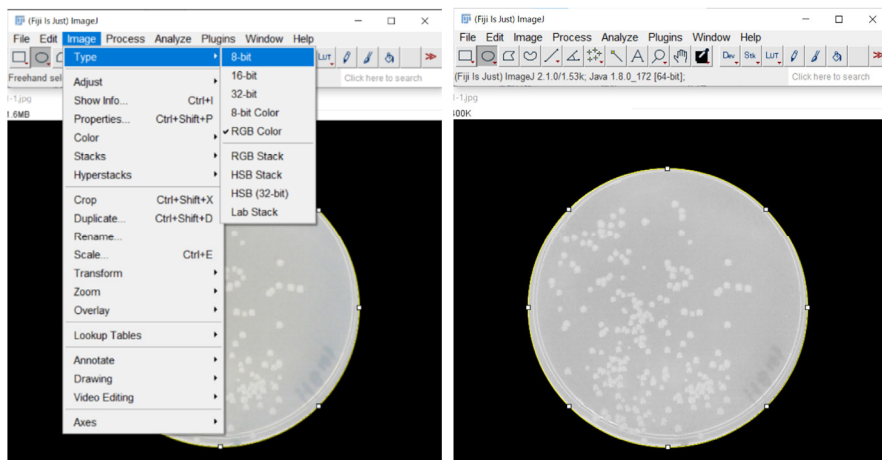 (Fiji Is Just) ImageJ
File Edit Image Process Analyze Plugins Window Help
LUT
Freehand sel
Click here to search
l-1.jpg
1.6MB
Type
Adjust
Show Info... Ctrl+I
Properties... Ctrl+Shift+P
Color
Stacks
Hyperstacks
Crop Ctrl+Shift+X
Duplicate... Ctrl+Shift+D
Rename...
Scale... Ctrl+E
Transform
Zoom
Overlay
Lookup Tables
Annotate
Drawing
Video Editing
Axes
8-bit
16-bit
32-bit
8-bit Color
RGB Color
RGB Stack
HSB Stack
HSB (32-bit)
Lab Stack
(Fiji Is Just) ImageJ
File Edit Image Process Analyze Plugins Window Help
A Dev Stk LUT
(Fiji Is Just) ImageJ 2.1.0/1.53k; Java 1.8.0_172 [64-bit];
Click here to search
l-1.jpg
400K